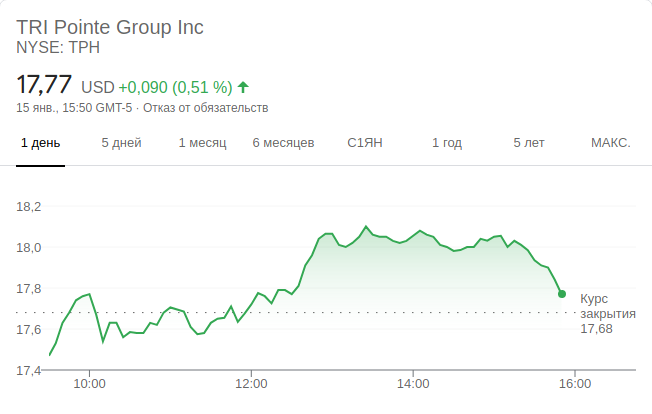 TRI Pointe Group Inc
NYSE: TPH
17,77 USD +0,090 (0,51 %)
15 янв., 15:50 GMT-5 · Отказ от обязательств
1 день 5 дней 1 месяц 6 месяцев С1ЯН 1 год 5 лет МАКС.
18,2
18,0
17,8
17,6
17,4
Курс
закрытия
17,68
10:00 12:00 14:00 16:00